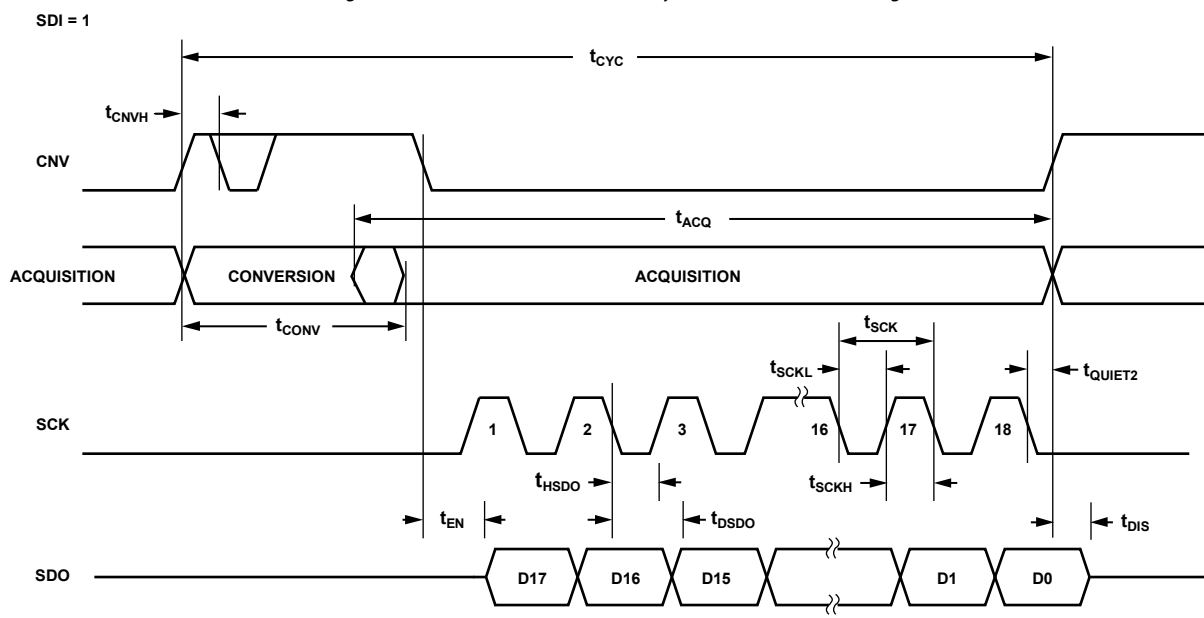 SDI = 1
tCYC
tCNVH
CNV
tACQ
ACQUISITION
CONVERSION
ACQUISITION
tCONV
tSCK
tSCKL
tQUIET2
SCK
1
2
3
16
17
18
tHSDO
tSCKH
tEN
tDSDO
tDIS
SDO
D17
D16
D15
D1
D0